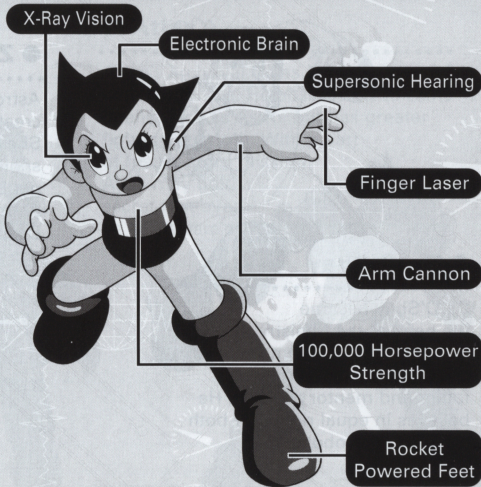 X-Ray Vision
Electronic Brain
Supersonic Hearing
Finger Laser
Arm Cannon
100,000 Horsepower
Strength
Rocket
Powered Feet